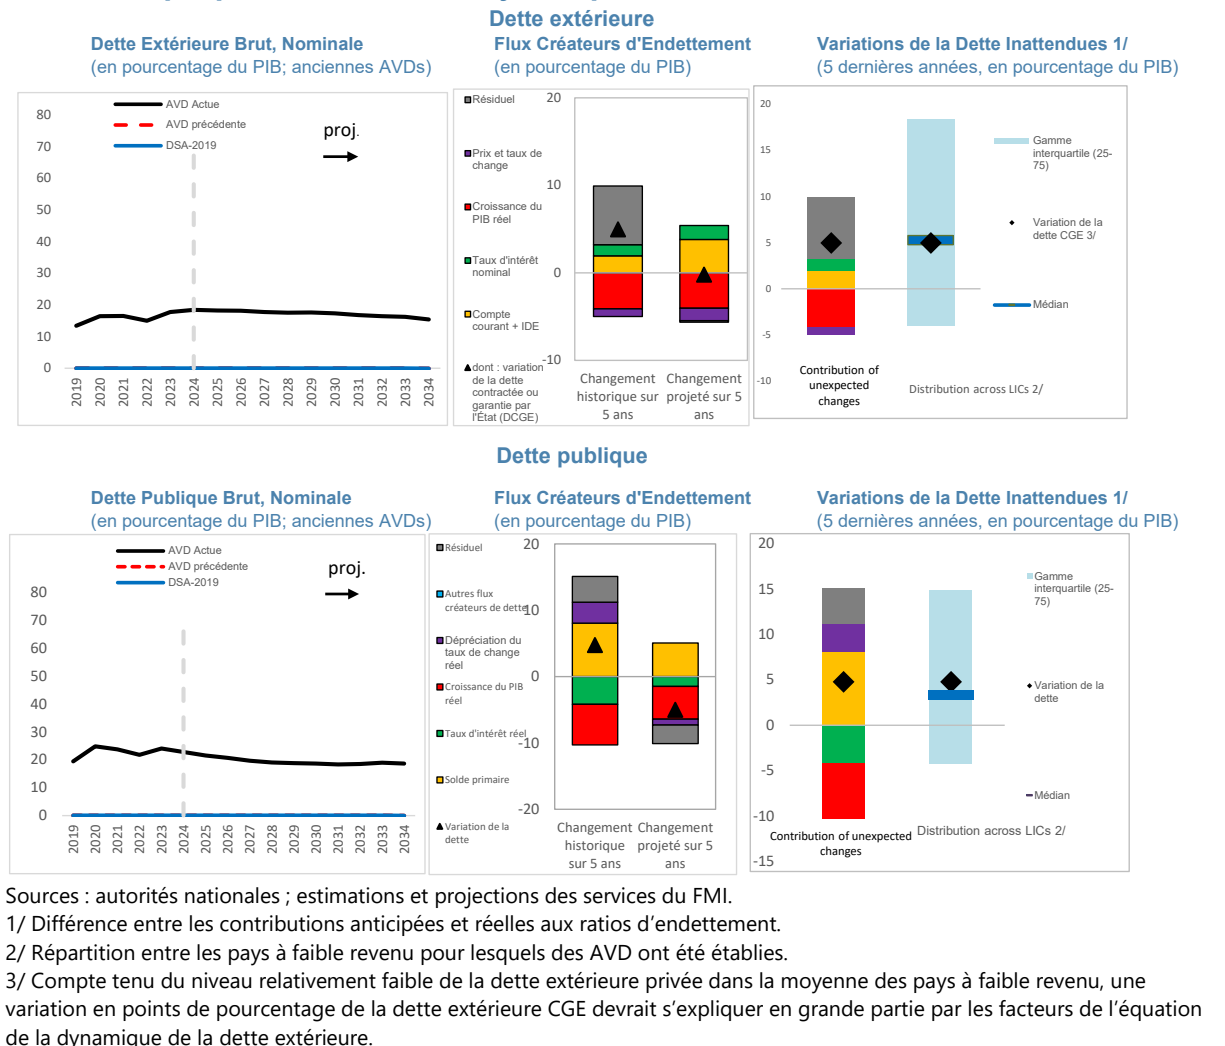 Dette extérieure
Dette Extérieure Brut, Nominale
(en pourcentage du PIB; anciennes AVDs)
80
70
60
50
40
30
20
10
0
AVD Actue
AVD précédente
DSA-2019
proj.
2019
2020
2021
2022
2023
2024
2025
2026
2027
2028
2029
2030
2031
2032
2033
2034
Flux Créateurs d'Endettement
(en pourcentage du PIB)
Résiduel
Prix et taux de
change
Croissance du
PIB réel
Taux d'intérêt
nominal
Compte
courant + IDE
dont : variation
de la dette
contractée ou
garantie par
l'État (DCGE)
20
10
0
-10
Changement
historique sur
5 ans
Changement
projeté sur 5
ans
Variations de la Dette Inattendues 1/
(5 dernières années, en pourcentage du PIB)
20
15
10
5
0
-5
-10
Contribution of
unexpected
changes
Distribution across LICs 2/
Gamme
interquartile (25-
75)
Variation de la
dette CGE 3/
Médian
Dette publique
Dette Publique Brut, Nominale
(en pourcentage du PIB; anciennes AVDs)
80
70
60
50
40
30
20
10
0
AVD Actue
AVD précédente
DSA-2019
proj.
2019
2020
2021
2022
2023
2024
2025
2026
2027
2028
2029
2030
2031
2032
2033
2034
Flux Créateurs d'Endettement
(en pourcentage du PIB)
Résiduel
Autres flux
créateurs de dette
Dépréciation du
taux de change
réel
Croissance du PIB
réel
Taux d'intérêt réel
Solde primaire
Variation de la
dette
20
10
0
-10
-20
Changement
historique
sur 5 ans
Changement
projeté sur 5
ans
Variations de la Dette Inattendues 1/
(5 dernières années, en pourcentage du PIB)
20
15
10
5
0
-5
-10
-15
Contribution of unexpected
changes
Distribution across LICs 2/
Gamme
interquartile (25-
75)
Variation de la
dette
Médian
Sources : autorités nationales ; estimations et projections des services du FMI.
1/ Différence entre les contributions anticipées et réelles aux ratios d’endettement.
2/ Répartition entre les pays à faible revenu pour lesquels des AVD ont été établies.
3/ Compte tenu du niveau relativement faible de la dette extérieure privée dans la moyenne des pays à faible revenu, une
variation en points de pourcentage de la dette extérieure CGE devrait s’expliquer en grande partie par les facteurs de l’équation
de la dynamique de la dette extérieure.